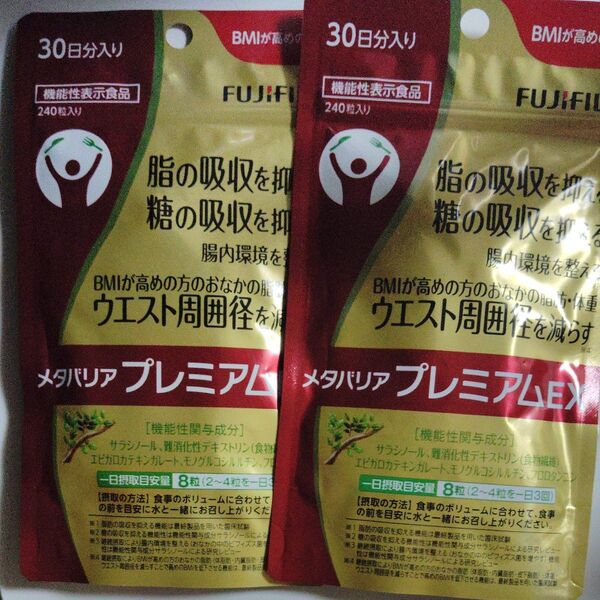 30日分入り
BMIが高めの
機能性表示食品
FUJIFI
240粒入り
脂の吸収を抑
糖の吸収を抑
腸内環境を整
BMIが高めの方のおなかの脂
ウエスト周囲径を減
メタバリア プレミアム
[機能性関与成分]
サラシノール、難消化性デキストリン(食物
エピガロカテキンガレート、モノグルコシルルチン、フロロ
一日摂取目安量 8粒(2~4粒を一日3
【摂取の方法】食事のボリュームに合わせて
の前を目安に水と一緒にお召し上がりくだ
30日分入り
BMIが高め
機能性表示食品
FUJIFI
240粒入り
脂の吸収を抑え
糖の吸収を抑え
腸内環境を整える
BMIが高めの方のおなかの脂肪・体重
ウエスト周囲径を減らす
メタバリア プレミアムEX
[機能性関与成分]
サラシノール、難消化性デキストリン(食物繊維)
エピガロカテキンガレート、モノグルコシルルチン、フロロタンニン
一日摂取目安量 8粒(2~4粒を一日3回)
【摂取の方法】食事のボリュームに合わせて、食事
の前を目安に水と一緒にお召し上がりください。